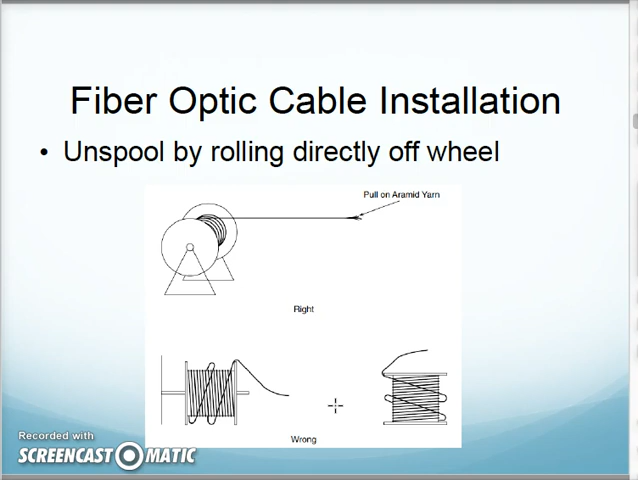 Fiber Optic Cable Installation
• Unspool by rolling directly off wheel
Pull on Aramid Yarn
Right
Wrong
Recorded with
SCREENCAST MATIC